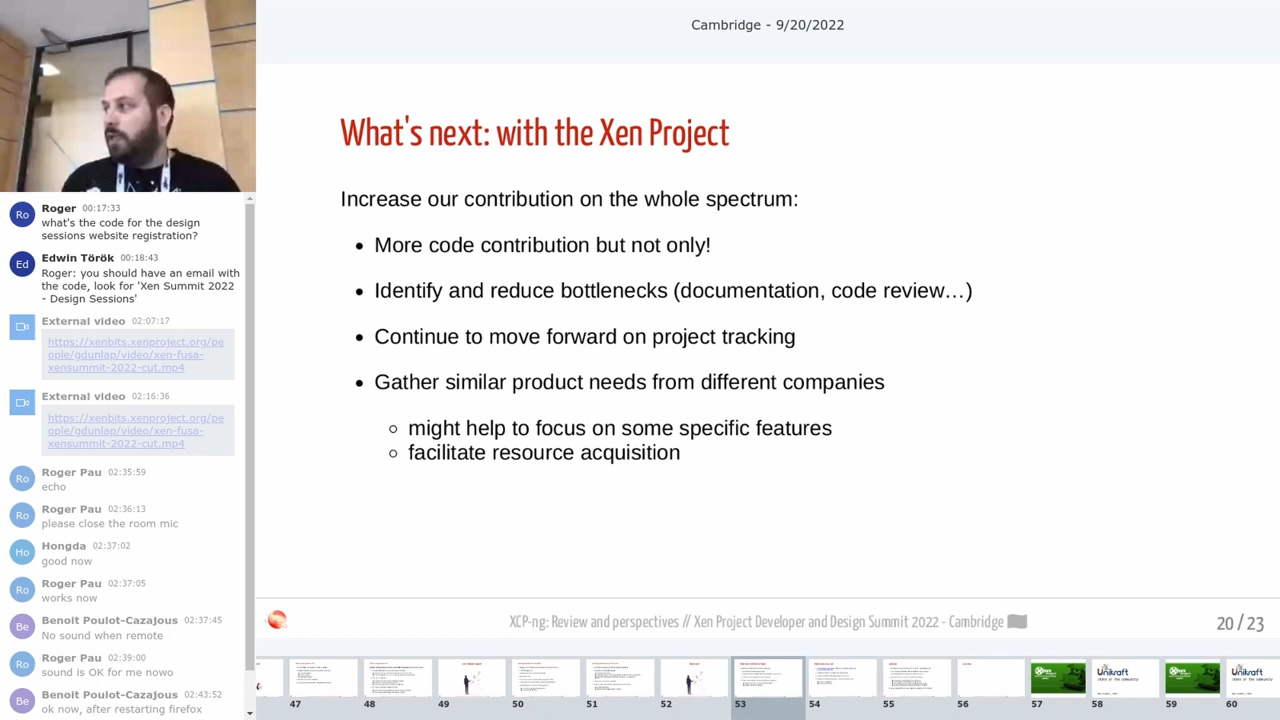 Cambridge - 9/20/2022
What's next: with the Xen Project
Increase our contribution on the whole spectrum:
• More code contribution but not only!
• Identify and reduce bottlenecks (documentation, code review…)
• Continue to move forward on project tracking
• Gather similar product needs from different companies
○ might help to focus on some specific features
○ facilitate resource acquisition
XCP-ng: Review and perspectives // Xen Project Developer and Design Summit 2022 - Cambridge
20 / 23
Ro
Roger 00:17:33
what's the code for the design
sessions website registration?
Ed
Edwin Török 00:18:43
Roger: you should have an email with
the code, look for 'Xen Summit 2022
- Design Sessions'
External video 02:07:17
https://xenbits.xenproject.org/pe
ople/gdunlap/video/xen-fusa-
xensummit-2022-cut.mp4
External video 02:16:36
https://xenbits.xenproject.org/pe
ople/gdunlap/video/xen-fusa-
xensummit-2022-cut.mp4
Ro
Roger Pau 02:35:59
echo
Ro
Roger Pau 02:36:13
please close the room mic
Ho
Hongda 02:37:02
good now
Ro
Roger Pau 02:37:05
works now
Be
Benoit Poulot-Cazajous 02:37:45
No sound when remote
Ro
Roger Pau 02:39:00
sound is OK for me nowo
Be
Benoit Poulot-Cazajous 02:43:52
ok now, after restarting firefox
47 48 49 50 51 52 53 54 55 56 57 58 59 60
Unikraft
Unikraft